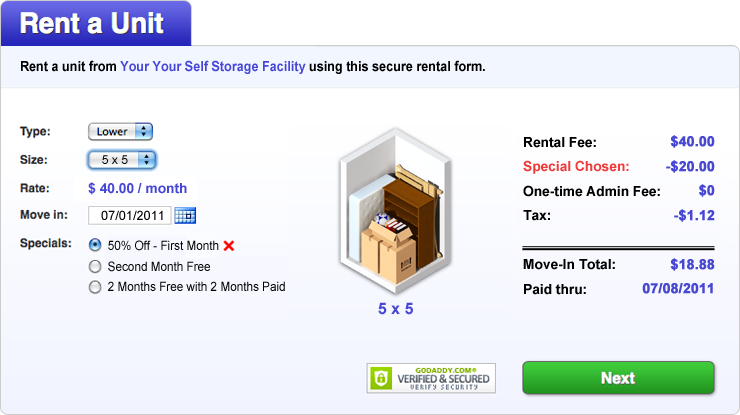 Rent a Unit
Rent a unit from Your Your Self Storage Facility using this secure rental form.
Type: Lower
Size: 5 x 5
Rate: $ 40.00 / month
Move in: 07/01/2011
Specials: 50% Off - First Month
Second Month Free
2 Months Free with 2 Months Paid
5 x 5
Rental Fee: $40.00
Special Chosen: -$20.00
One-time Admin Fee: $0
Tax: -$1.12
Move-In Total: $18.88
Paid thru: 07/08/2011
GODADDY.COM®
VERIFIED & SECURED
VERIFY SECURITY
Next